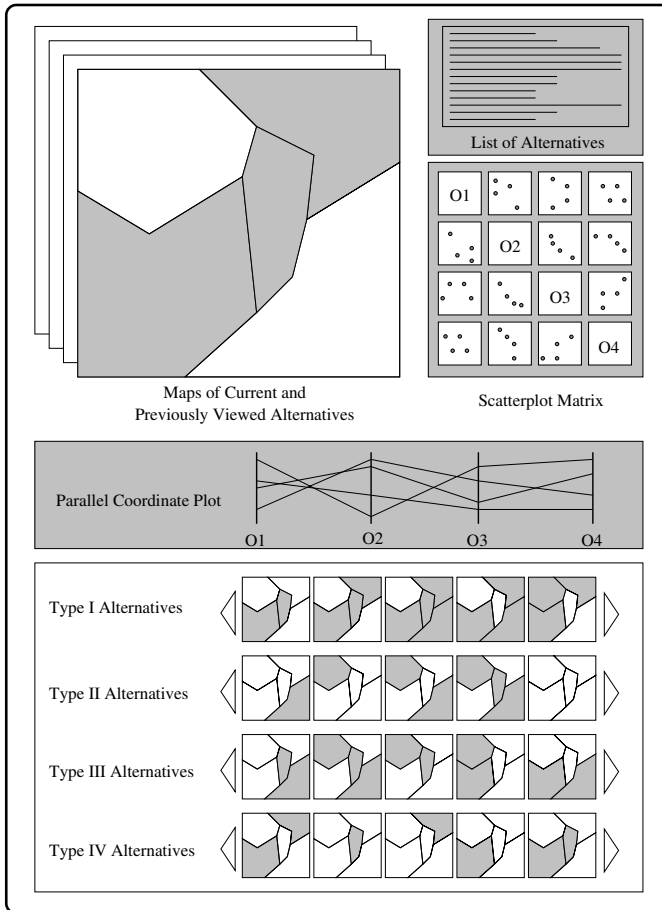 List of Alternatives
O1
O2
O3
O4
Maps of Current and
Previously Viewed Alternatives
Scatterplot Matrix
Parallel Coordinate Plot
O1 O2 O3 O4
Type I Alternatives
Type II Alternatives
Type III Alternatives
Type IV Alternatives